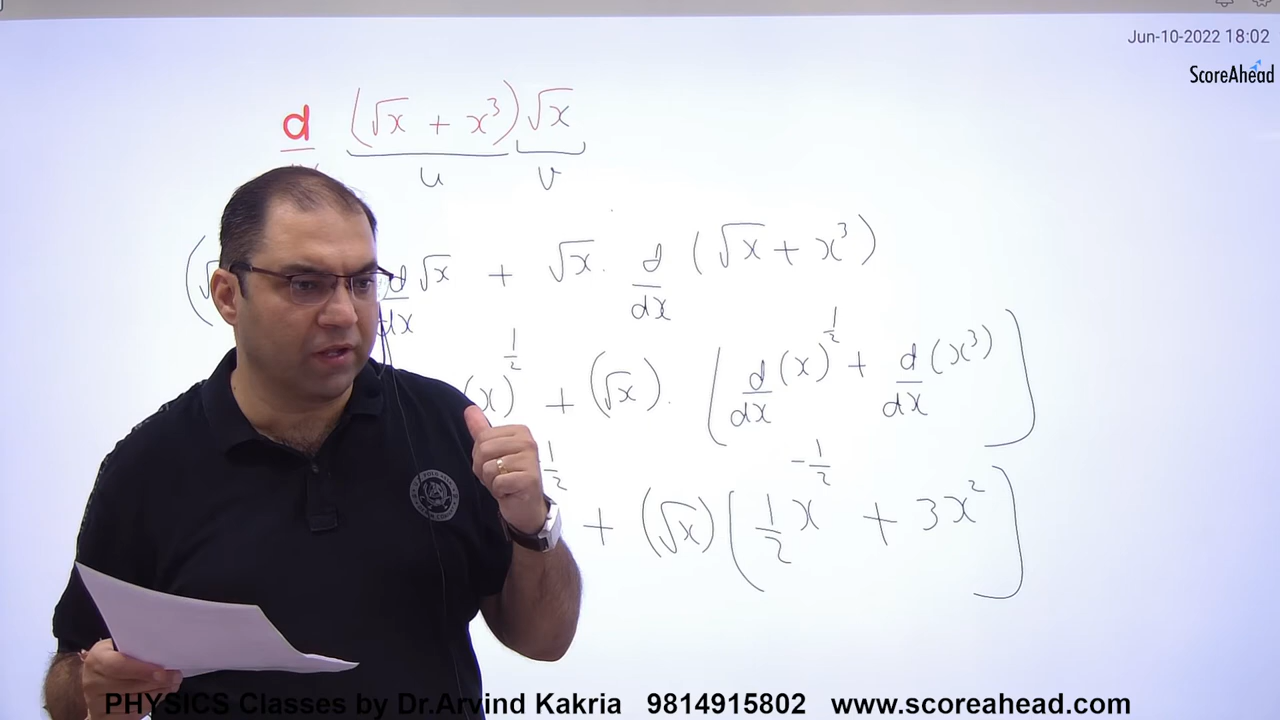 Jun-10-2022 18:02
ScoreAhead
d (√x + x³) √x
u v
(√ d/dx √x + √x . d/dx (√x + x³)
(x)^1/2 + (√x) . [d/dx (x)^1/2 + d/dx (x³)]
-1/2 + (√x) [1/2 x^-1/2 + 3x²]
PHYSICS Classes by Dr.Arvind Kakria 9814915802 www.scoreahead.com